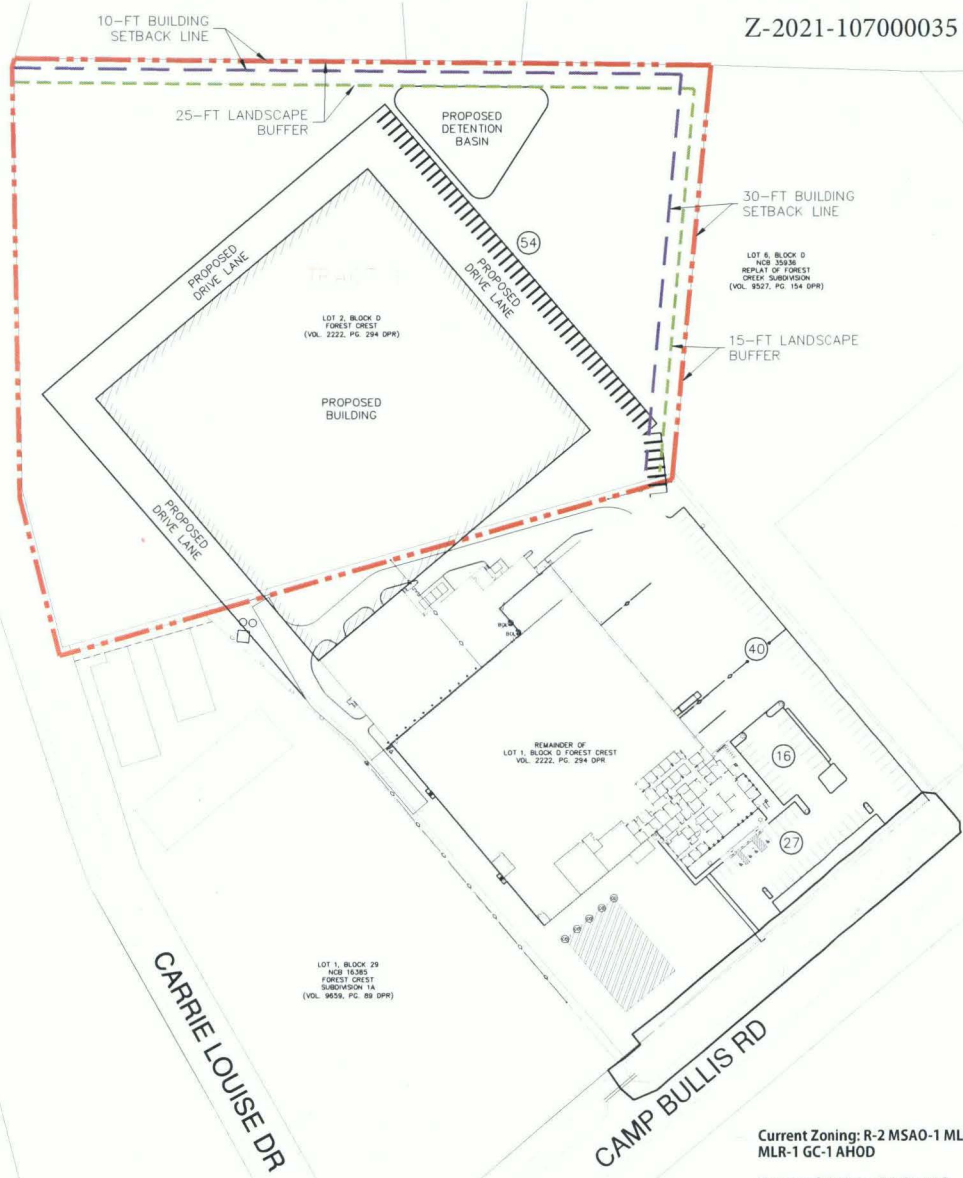 Z-2021-107000035
10-FT BUILDING
SETBACK LINE
25-FT LANDSCAPE
BUFFER
PROPOSED
DETENTION
BASIN
30-FT BUILDING
SETBACK LINE
54
PROPOSED
DRIVE LANE
PROPOSED
DRIVE LANE
LOT 6, BLOCK D
NCB 35936
REPLAT OF FOREST
CREEK SUBDIVISION
(VOL. 9527, PG. 154 DPR)
LOT 2, BLOCK D
FOREST CREST
(VOL. 2222, PG. 294 DPR)
15-FT LANDSCAPE
BUFFER
PROPOSED
BUILDING
PROPOSED
DRIVE LANE
40
REMAINDER OF
LOT 1, BLOCK D FOREST CREST
VOL. 2222, PG. 294 DPR
16
27
LOT 1, BLOCK 29
NCB 16385
FOREST CREST
SUBDIVISION 1A
(VOL. 9659, PG. 89 DPR)
CARRIE LOUISE DR
CAMP BULLIS RD
Current Zoning: R-2 MSAO-1 ML
MLR-1 GC-1 AHOD